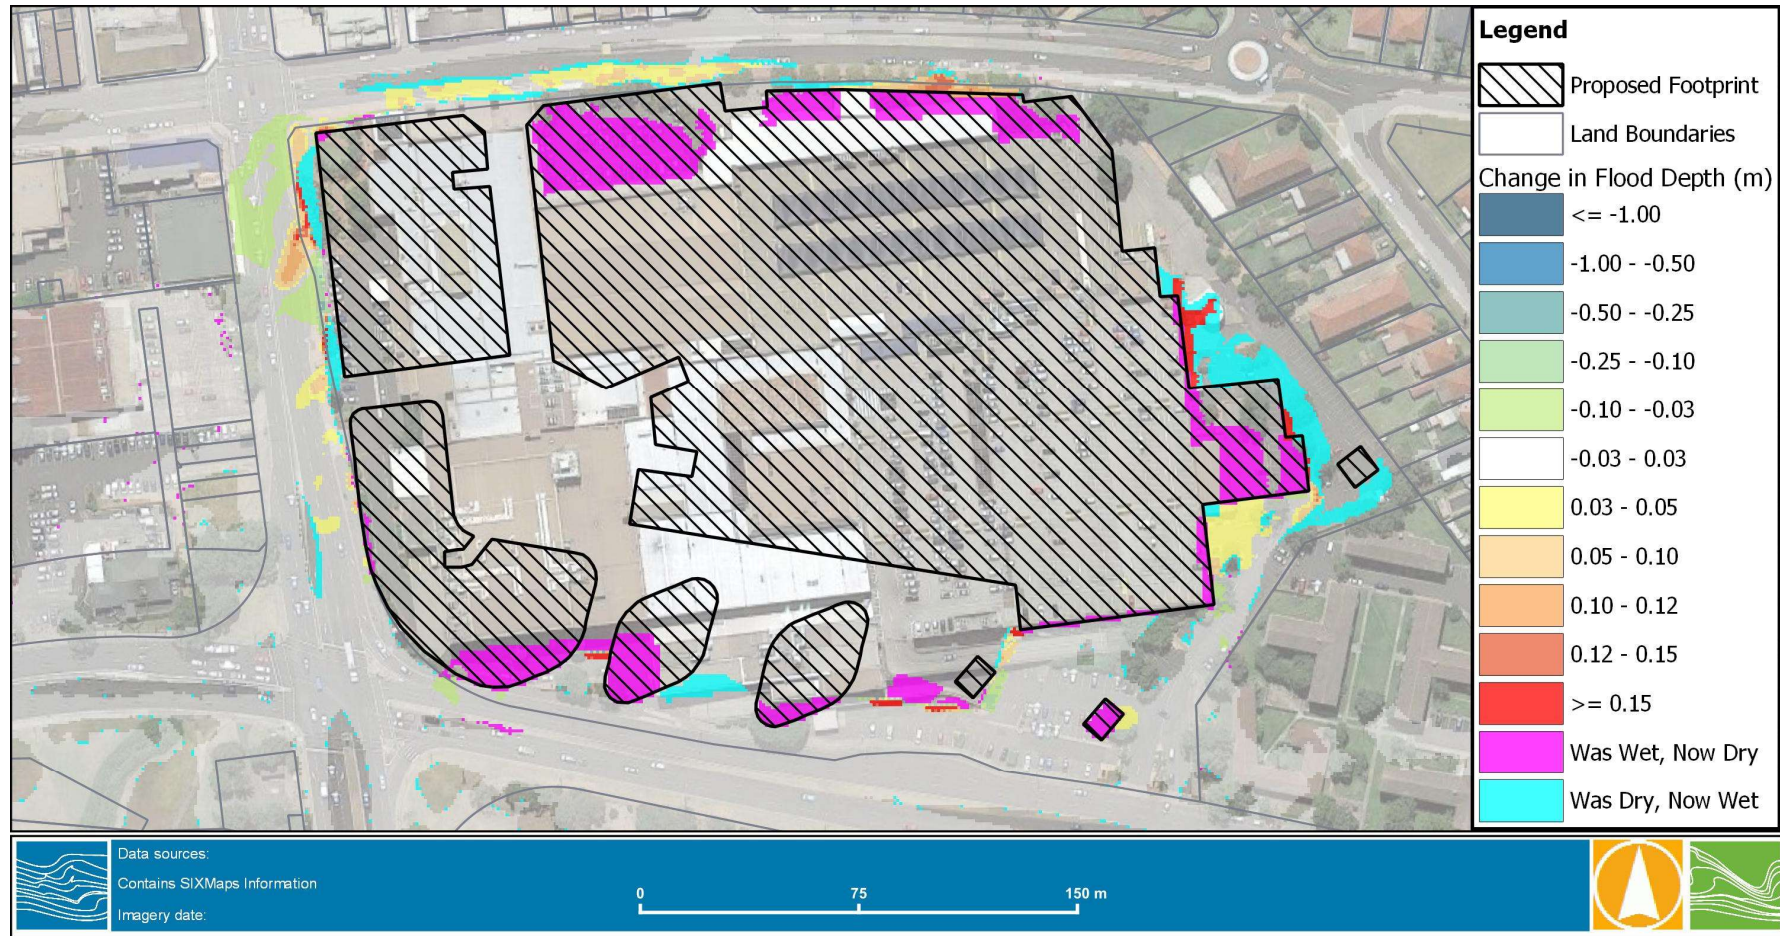 Legend
Proposed Footprint
Land Boundaries
Change in Flood Depth (m)
<= -1.00
-1.00 - -0.50
-0.50 - -0.25
-0.25 - -0.10
-0.10 - -0.03
-0.03 - 0.03
0.03 - 0.05
0.05 - 0.10
0.10 - 0.12
0.12 - 0.15
>= 0.15
Was Wet, Now Dry
Was Dry, Now Wet
Data sources:
Contains SIXMaps Information
Imagery date:
0 75 150 m